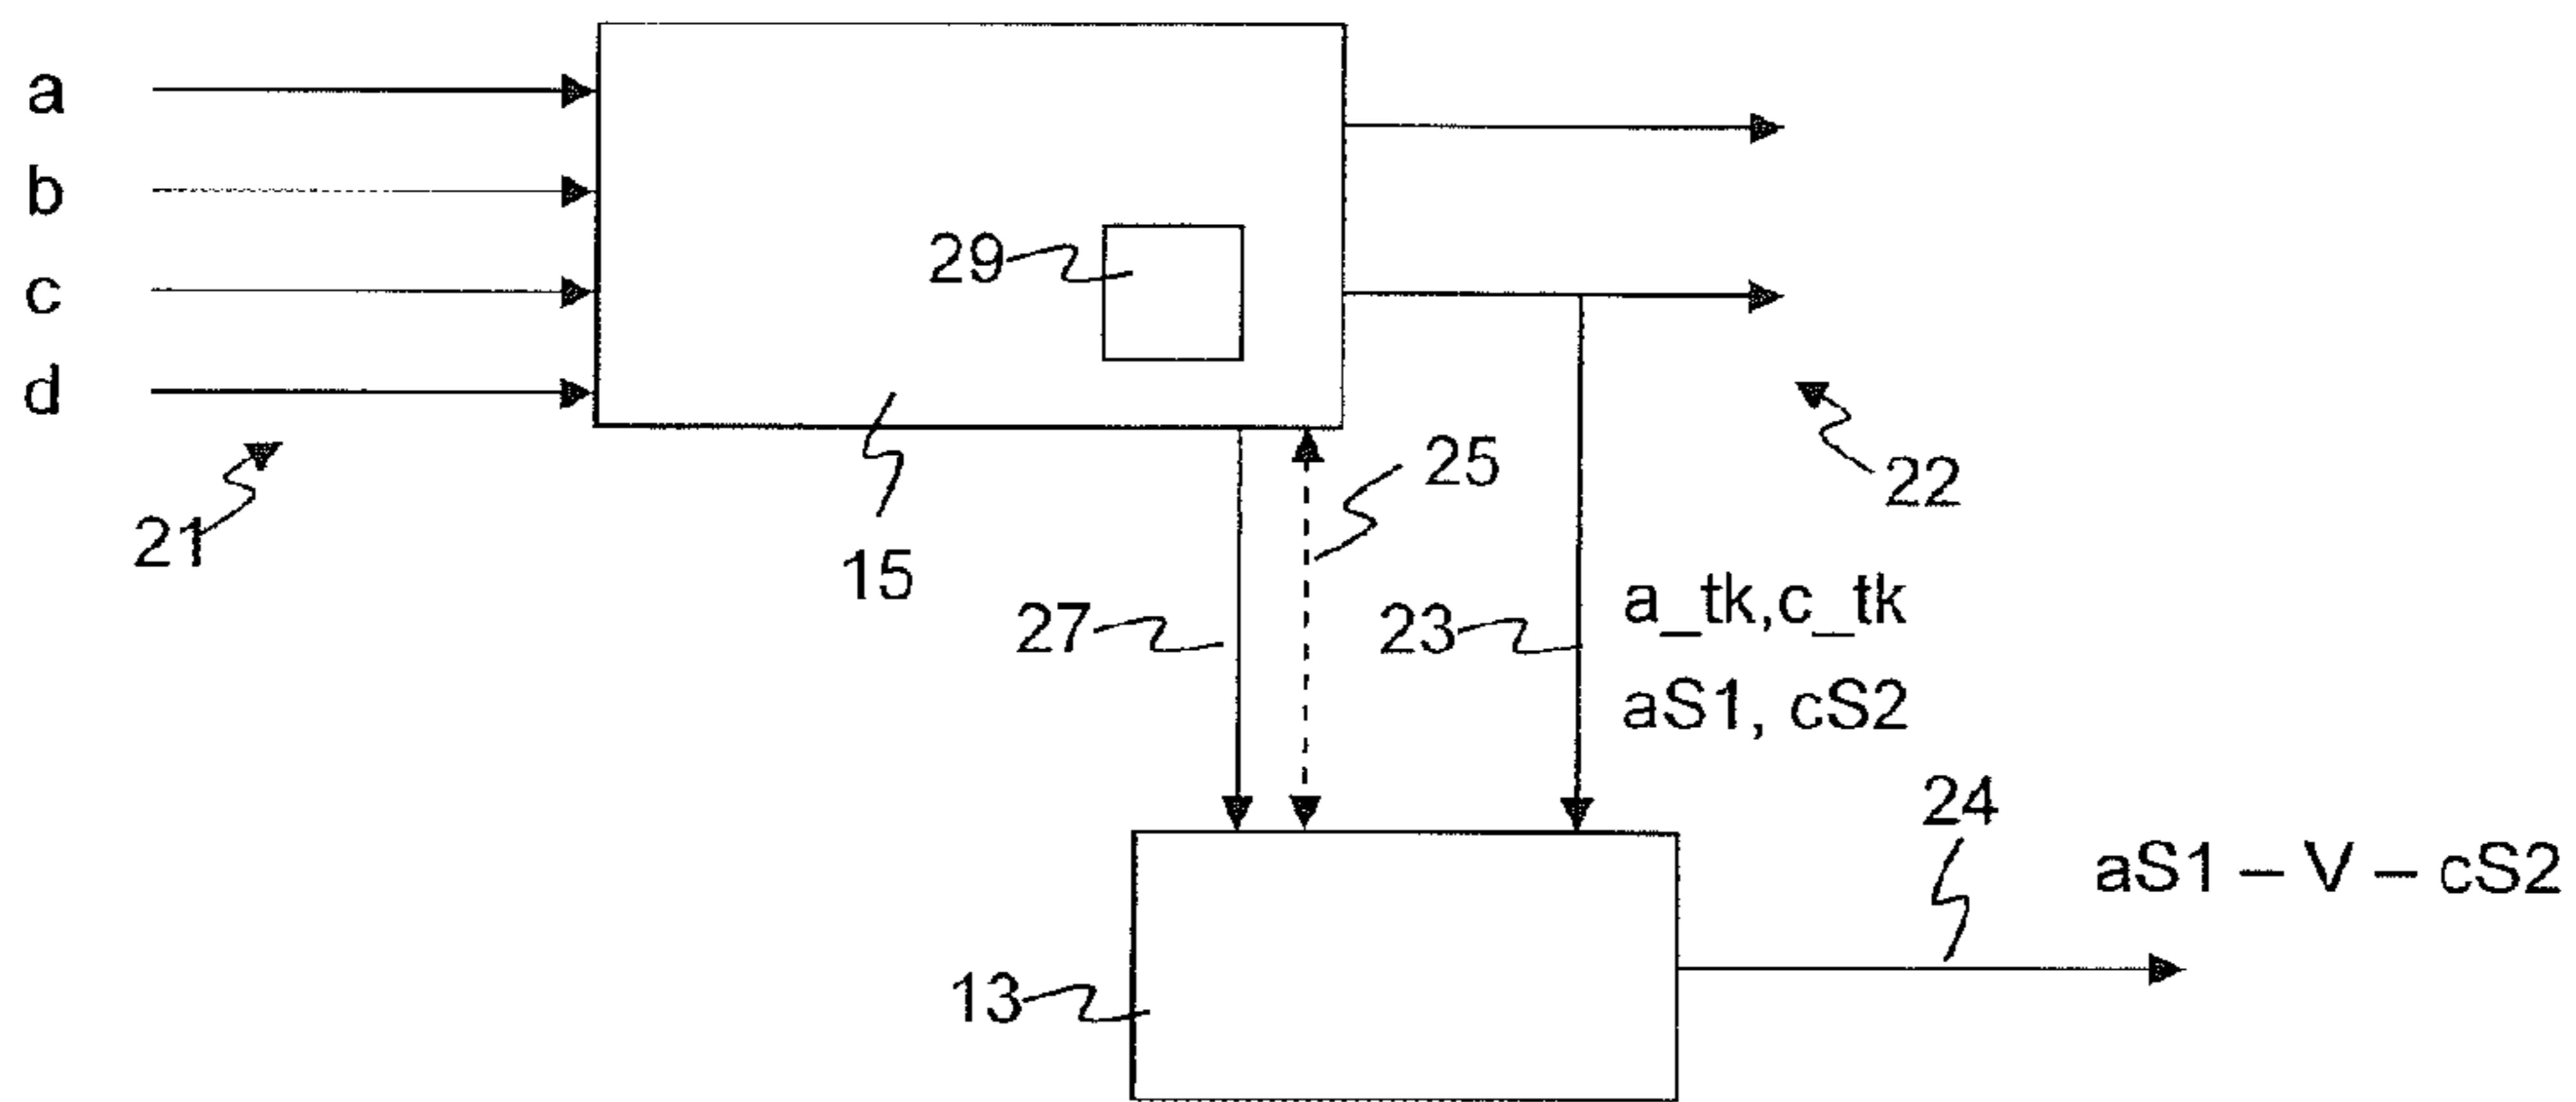 a
b
c
d
29
21
15
25
22
27
23
a_tk,c_tk
aS1, cS2
24
aS1 – V – cS2
13